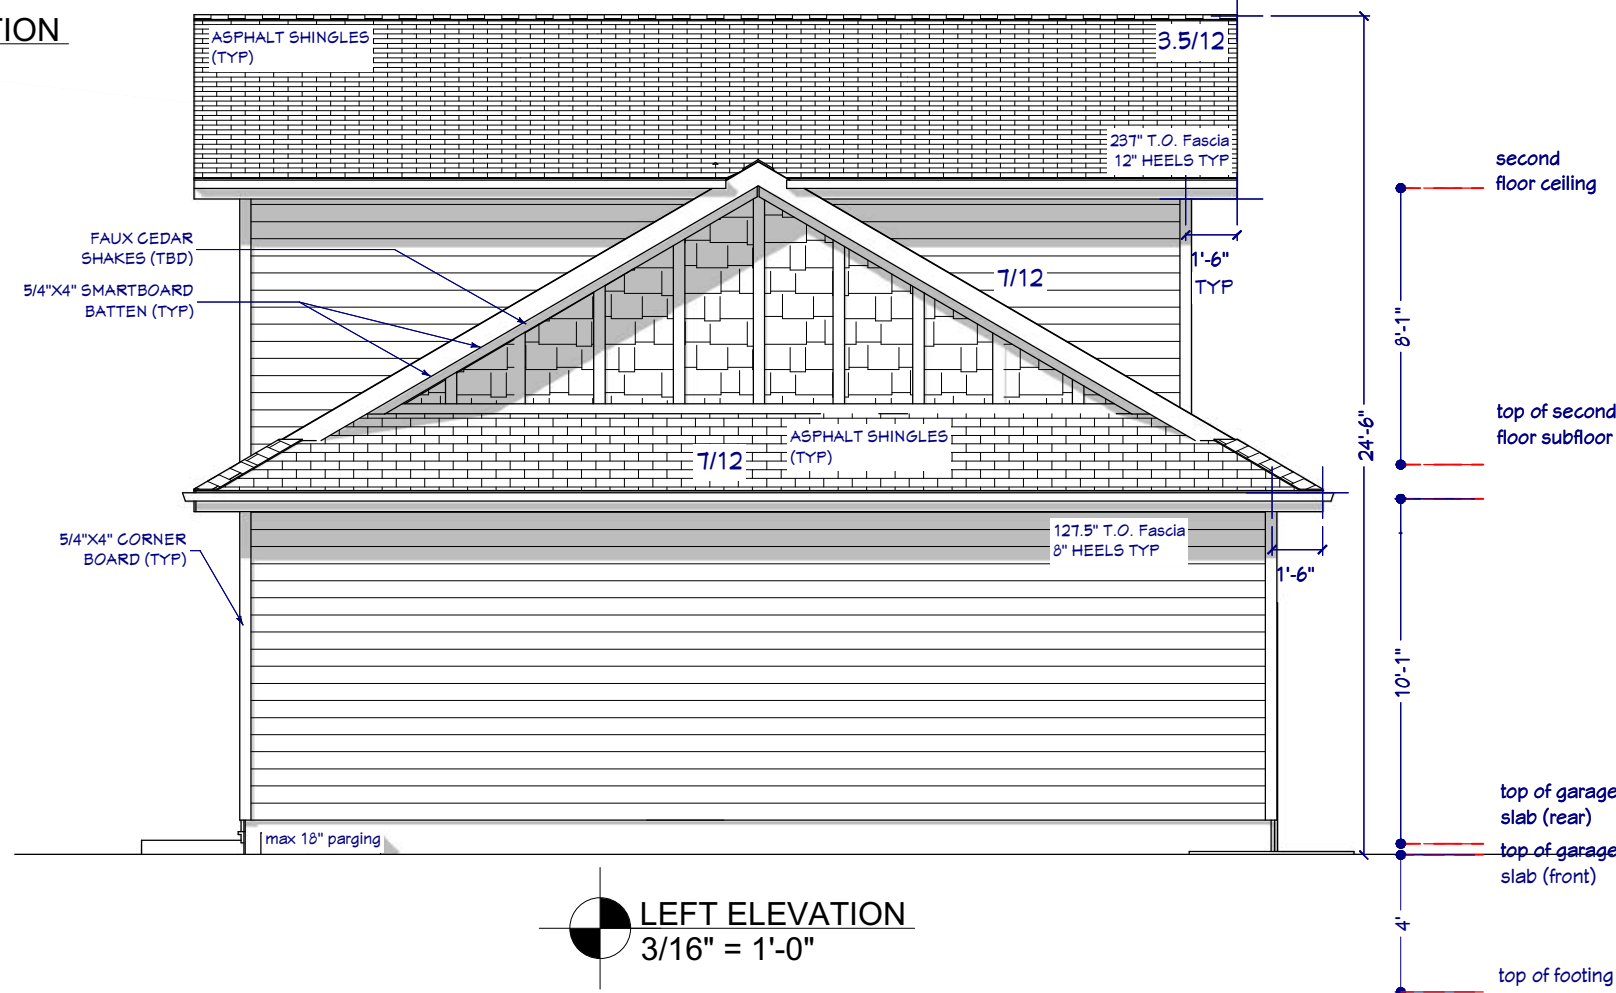 TION
ASPHALT SHINGLES
(TYP)
3.5/12
237" T.O. Fascia
12" HEELS TYP
second
floor ceiling
FAUX CEDAR
SHAKES (TBD)
1'-6"
TYP
7/12
5/4"X4" SMARTBOARD
BATTEN (TYP)
8'-1"
top of second
floor subfloor
24'-6"
ASPHALT SHINGLES
(TYP)
7/12
127.5" T.O. Fascia
8" HEELS TYP
5/4"X4" CORNER
BOARD (TYP)
1'-6"
10'-1"
top of garage
slab (rear)
max 18" parging
top of garage
slab (front)
LEFT ELEVATION
3/16" = 1'-0"
4'
top of footing